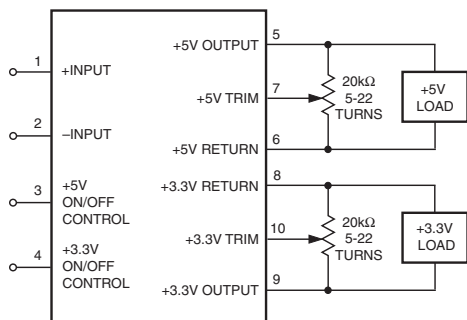 1
+INPUT
2
–INPUT
3
+5V
ON/OFF
CONTROL
4
+3.3V
ON/OFF
CONTROL
+5V OUTPUT
5
+5V TRIM
7
+5V RETURN
6
+3.3V RETURN
8
+3.3V TRIM
10
+3.3V OUTPUT
9
20kΩ
5-22
TURNS
+5V
LOAD
20kΩ
5-22
TURNS
+3.3V
LOAD